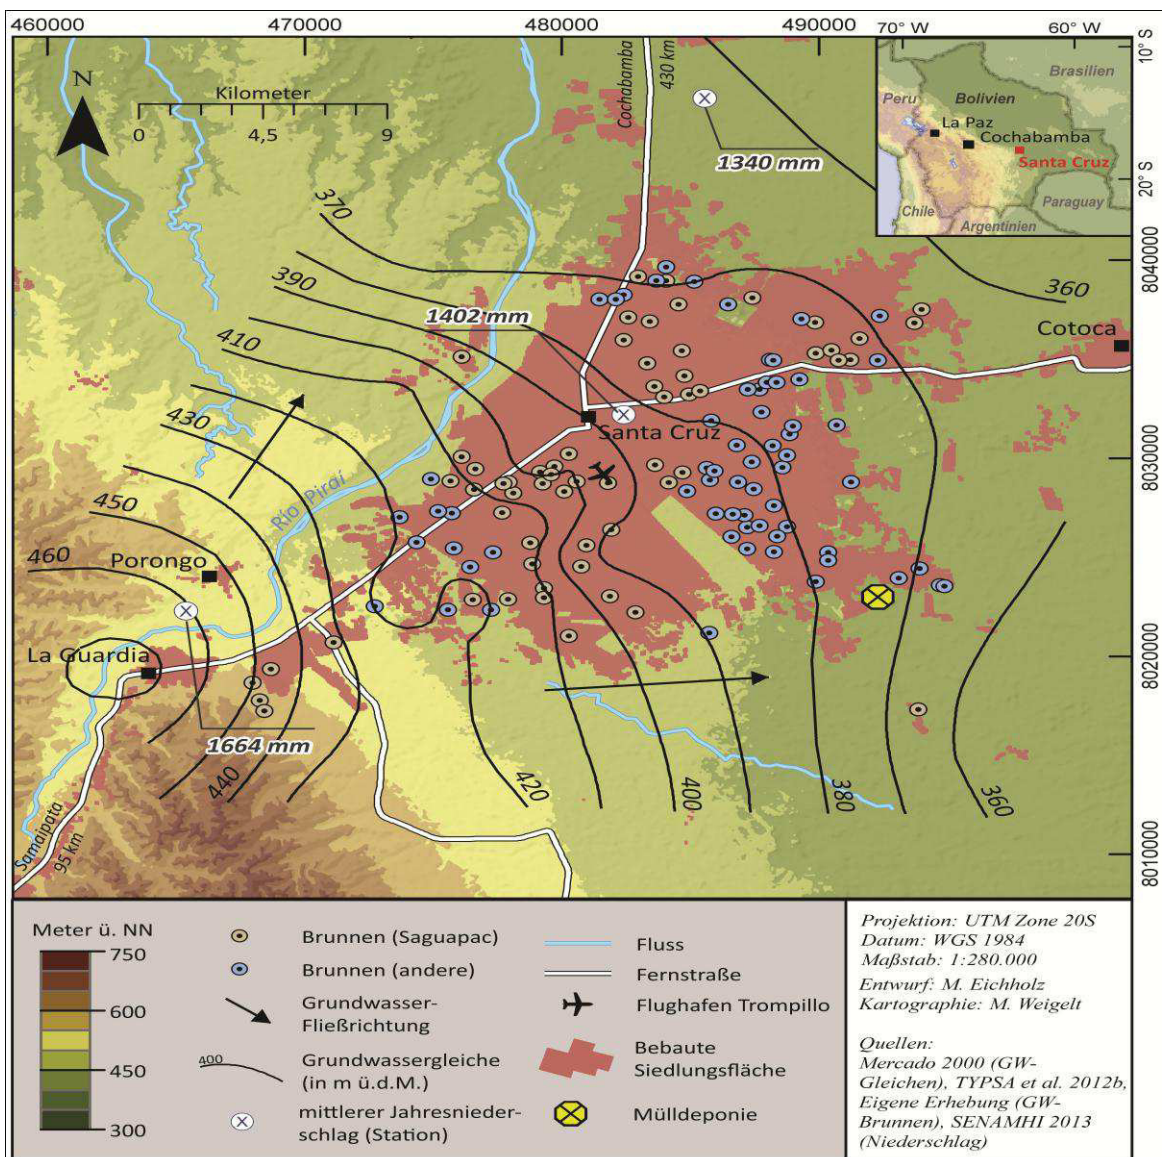 460000
470000
480000
490000
70° W
60° W
10° S
20° S
8040000
8030000
8020000
8010000
N
Kilometer
0
4,5
9
Cochabamba
430 km
1340 mm
Peru
Brasilien
Bolivien
La Paz
Cochabamba
Santa Cruz
Paraguay
Chile
Argentinien
370
390
1402 mm
410
360
Cotoca
430
Santa Cruz
450
Río Piraí
460
Porongo
La Guardia
1664 mm
440
420
400
380
360
Samaipata
95 km
Meter ü. NN
750
600
450
300
Brunnen (Saguapac)
Brunnen (andere)
Grundwasser-
Fließrichtung
400
Grundwassergleiche
(in m ü.d.M.)
mittlerer Jahresnieder-
schlag (Station)
Fluss
Fernstraße
Flughafen Trompillo
Bebaute
Siedlungsfläche
Mülldeponie
Projektion: UTM Zone 20S
Datum: WGS 1984
Maßstab: 1:280.000
Entwurf: M. Eichholz
Kartographie: M. Weigelt
Quellen:
Mercado 2000 (GW-
Gleichen), TYPSA et al. 2012b,
Eigene Erhebung (GW-
Brunnen), SENAMHI 2013
(Niederschlag)